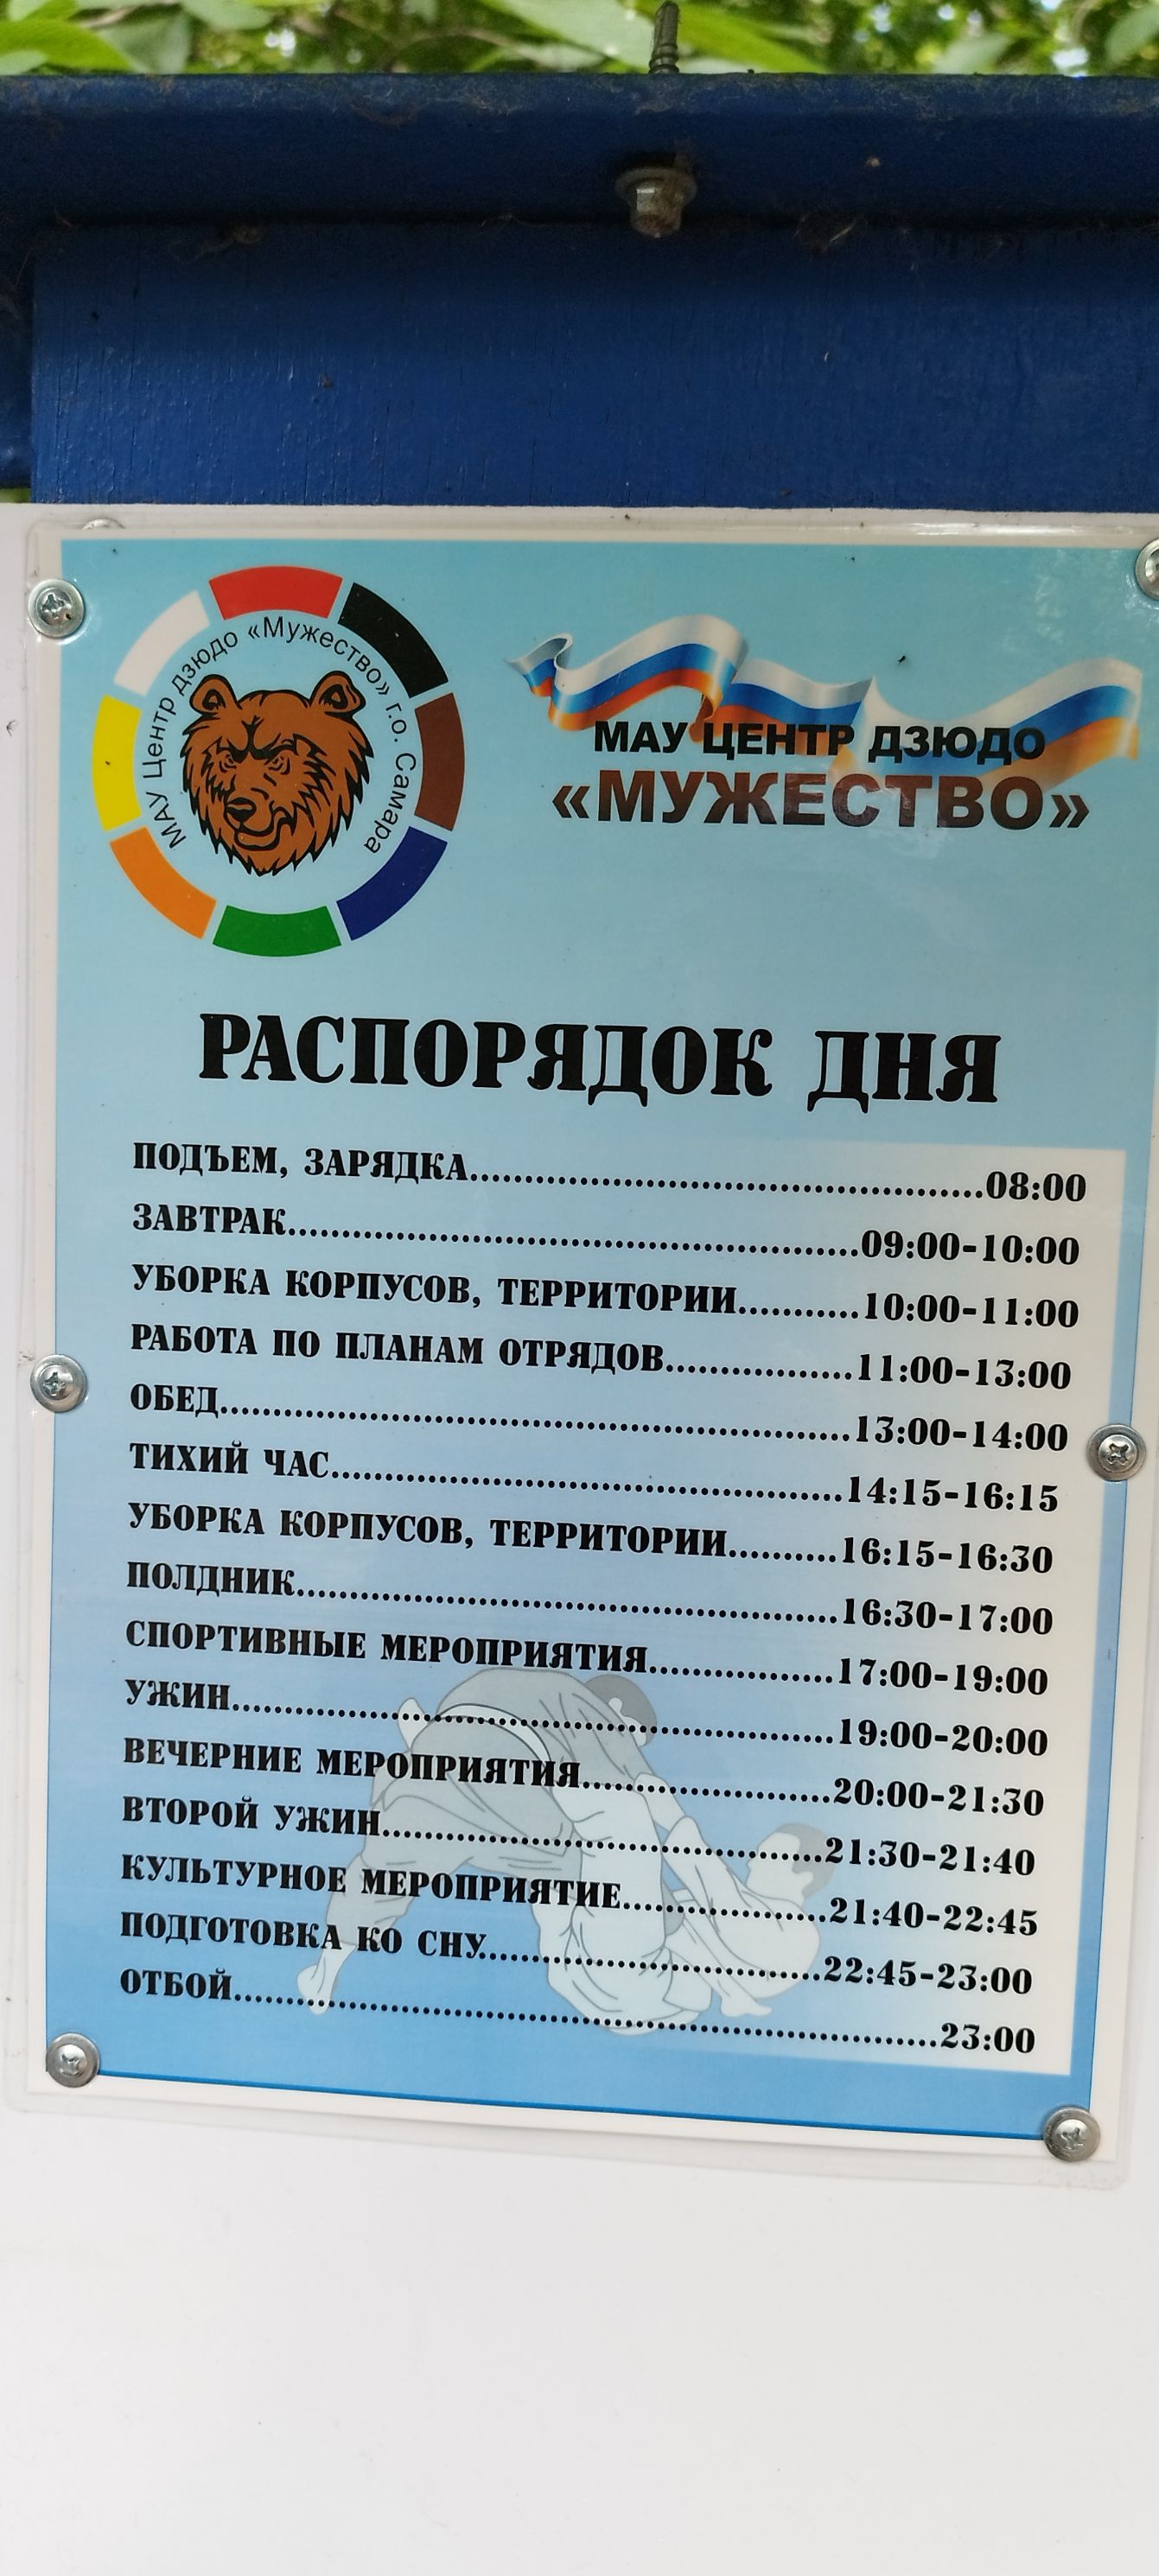 МАУ Центр дзюдо «Мужество» г.о. Самара
МАУ ЦЕНТР ДЗЮДО
«МУЖЕСТВО»
РАСПОРЯДОК ДНЯ
ПОДЪЕМ, ЗАРЯДКА................................................08:00
ЗАВТРАК......................................................09:00-10:00
УБОРКА КОРПУСОВ, ТЕРРИТОРИИ...........10:00-11:00
РАБОТА ПО ПЛАНАМ ОТРЯДОВ.................11:00-13:00
ОБЕД...........................................................13:00-14:00
ТИХИЙ ЧАС................................................14:15-16:15
УБОРКА КОРПУСОВ, ТЕРРИТОРИИ..........16:15-16:30
ПОЛДНИК...................................................16:30-17:00
СПОРТИВНЫЕ МЕРОПРИЯТИЯ.................17:00-19:00
УЖИН.........................................................19:00-20:00
ВЕЧЕРНИЕ МЕРОПРИЯТИЯ.......................20:00-21:30
ВТОРОЙ УЖИН.........................................21:30-21:40
КУЛЬТУРНОЕ МЕРОПРИЯТИЕ...................21:40-22:45
ПОДГОТОВКА КО СНУ................................22:45-23:00
ОТБОЙ..................................................................23:00